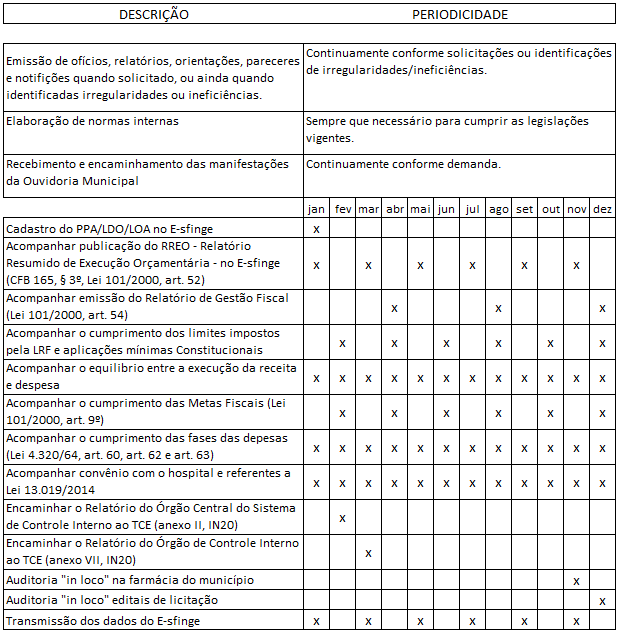 DESCRIÇÃO PERIODICIDADE
Emissão de ofícios, relatórios, orientações, pareceres
e notifições quando solicitado, ou ainda quando
identificadas irregularidades ou ineficiências.
Continuamente conforme solicitações ou identificações
de irregularidades/ineficiências.
Elaboração de normas internas
Sempre que necessário para cumprir as legislações
vigentes.
Recebimento e encaminhamento das manifestações
da Ouvidoria Municipal
Continuamente conforme demanda.
jan fev mar abr mai jun jul ago set out nov dez
Cadastro do PPA/LDO/LOA no E-sfinge x
Acompanhar publicação do RREO - Relatório
Resumido de Execução Orçamentária - no E-sfinge x x x x x x
(CFB 165, § 3º, Lei 101/2000, art. 52)
Acompanhar emissão do Relatório de Gestão Fiscal
(Lei 101/2000, art. 54) x x x
Acompanhar o cumprimento dos limites impostos
pela LRF e aplicações mínimas Constitucionais x x x x x x
Acompanhar o equilibrio entre a execução da receita
e despesa x x x x x x x x x x x x
Acompanhar o cumprimento das Metas Fiscais (Lei
101/2000, art. 9º) x x x x x x
Acompanhar o cumprimento das fases das depesas
(Lei 4.320/64, art. 60, art. 62 e art. 63) x x x x x x x x x x x x
Acompanhar convênio com o hospital e referentes a
Lei 13.019/2014 x x x x x x x x x x x x
Encaminhar o Relatório do Órgão Central do Sistema
de Controle Interno ao TCE (anexo II, IN20) x
Encaminhar o Relatório do Órgão de Controle Interno
ao TCE (anexo VII, IN20) x
Auditoria "in loco" na farmácia do município x
Auditoria "in loco" editais de licitação x
Transmissão dos dados do E-sfinge x x x x x x